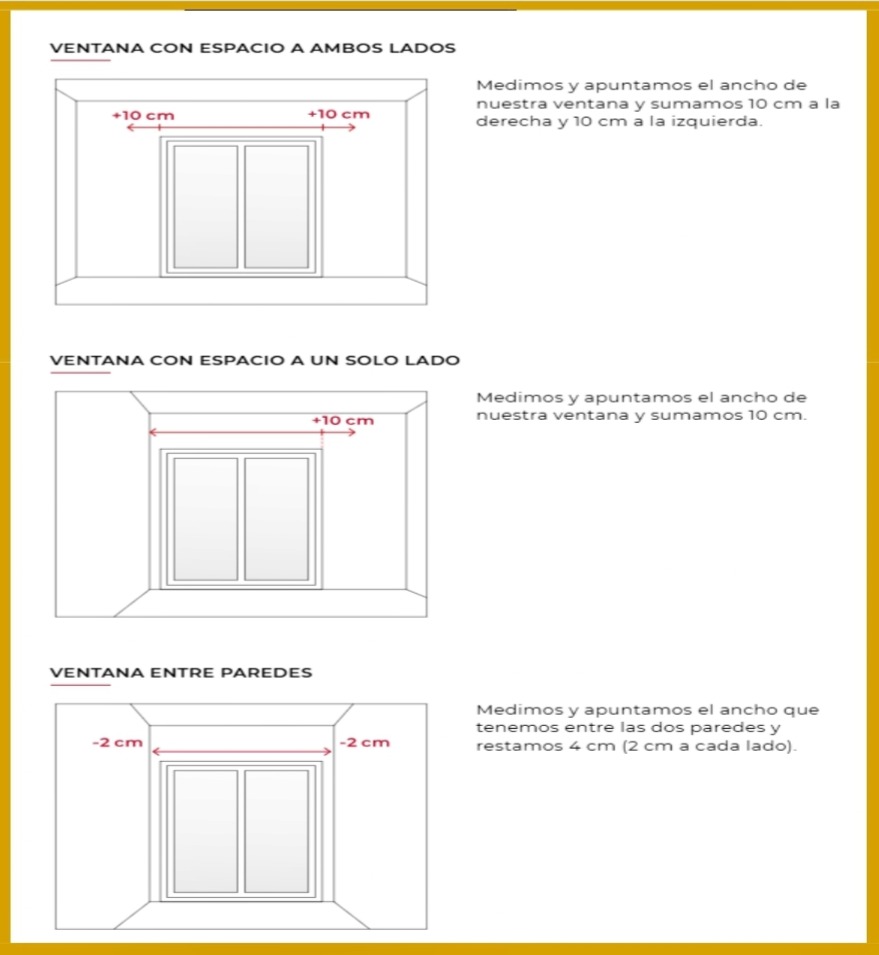 VENTANA CON ESPACIO A AMBOS LADOS
+10 cm
+10 cm
Medimos y apuntamos el ancho de
nuestra ventana y sumamos 10 cm a la
derecha y 10 cm a la izquierda.
VENTANA CON ESPACIO A UN SOLO LADO
+10 cm
Medimos y apuntamos el ancho de
nuestra ventana y sumamos 10 cm.
VENTANA ENTRE PAREDES
-2 cm
-2 cm
Medimos y apuntamos el ancho que
tenemos entre las dos paredes y
restamos 4 cm (2 cm a cada lado).